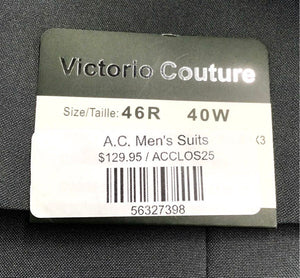 Victorio Couture
Size/Taille: 46R 40W
A.C. Men's Suits
$129.95 / ACCLOS25
56327398